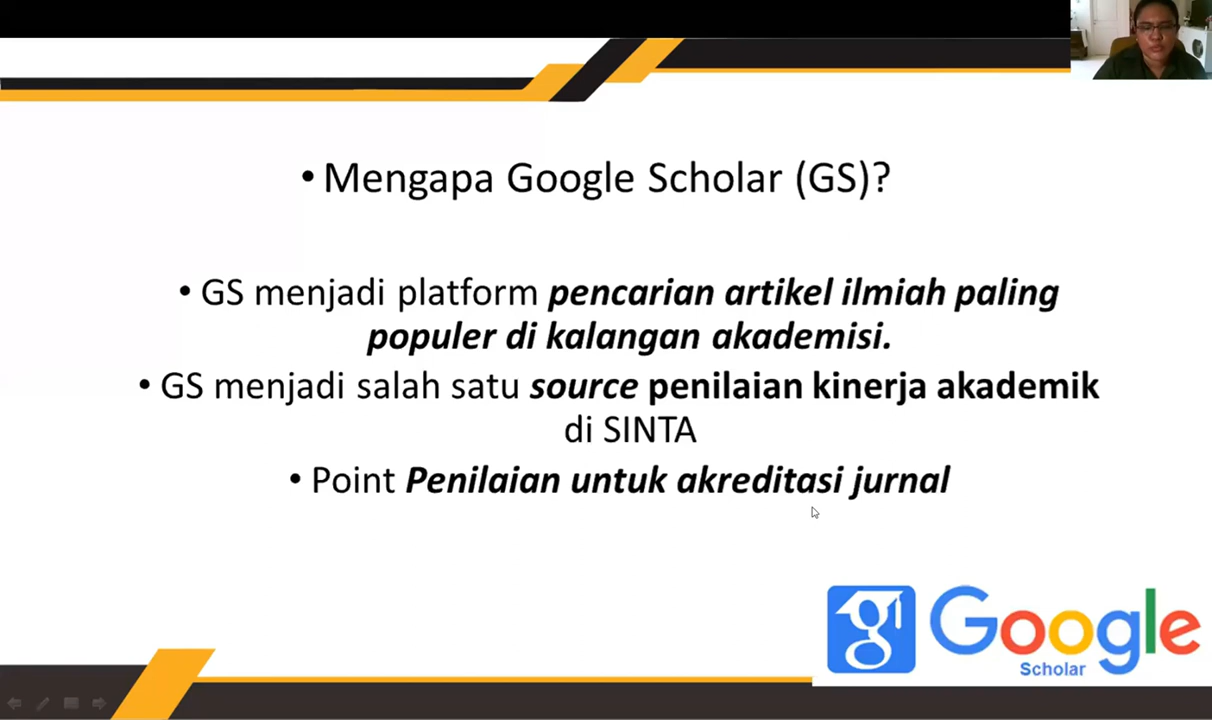 • Mengapa Google Scholar (GS)?
• GS menjadi platform pencarian artikel ilmiah paling
populer di kalangan akademisi.
• GS menjadi salah satu source penilaian kinerja akademik
di SINTA
• Point Penilaian untuk akreditasi jurnal
Google
Scholar